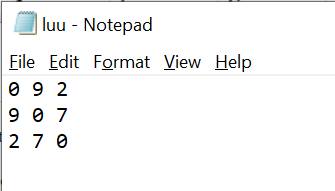 luu - Notepad
File Edit Format View Help
0 9 2
9 0 7
2 7 0